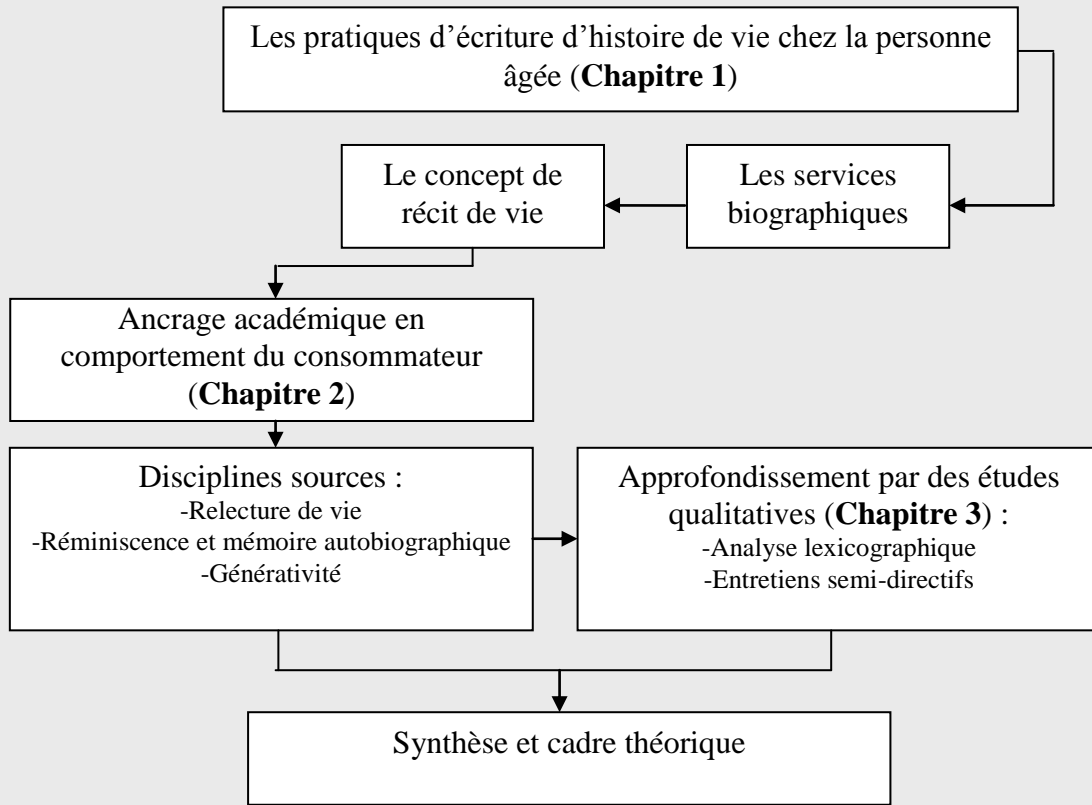 Les pratiques d’écriture d’histoire de vie chez la personne
âgée (Chapitre 1)
Le concept de
récit de vie
Les services
biographiques
Ancrage académique en
comportement du consommateur
(Chapitre 2)
Disciplines sources :
-Relecture de vie
-Réminiscence et mémoire autobiographique
-Générativité
Approfondissement par des études
qualitatives (Chapitre 3) :
-Analyse lexicographique
-Entretiens semi-directifs
Synthèse et cadre théorique